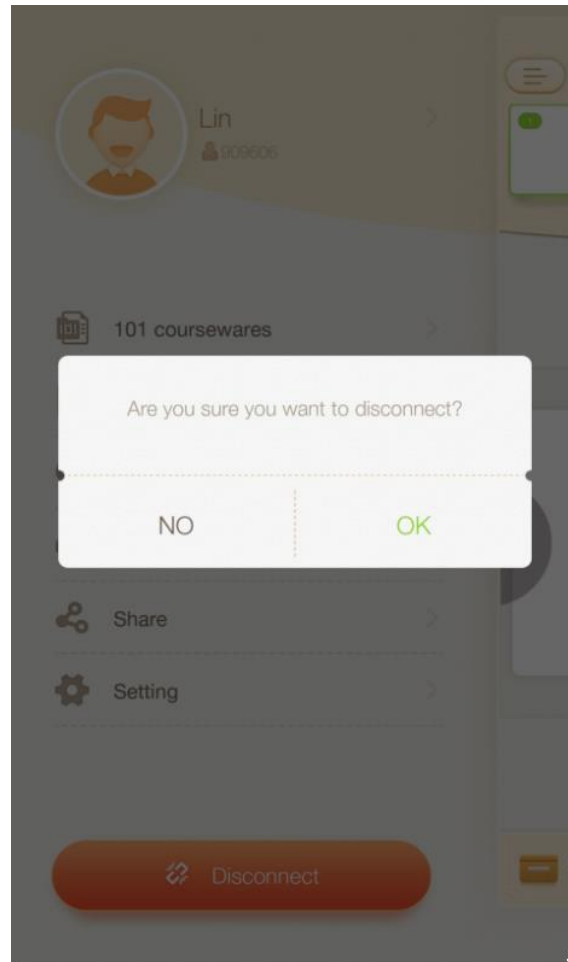 Lin
909606
101 coursewares
Are you sure you want to disconnect?
NO
OK
Share
Setting
Disconnect